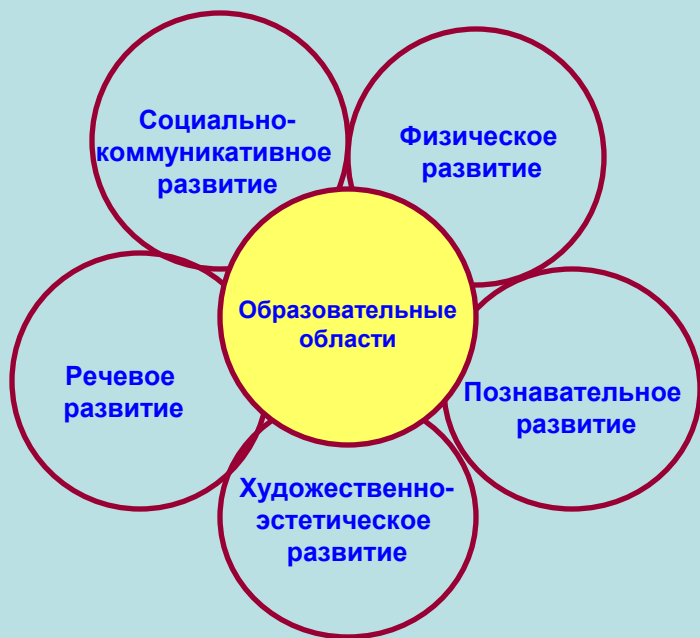 Социально-
коммуникативное
развитие
Физическое
развитие
Образовательные
области
Речевое
развитие
Познавательное
развитие
Художественно-
эстетическое
развитие